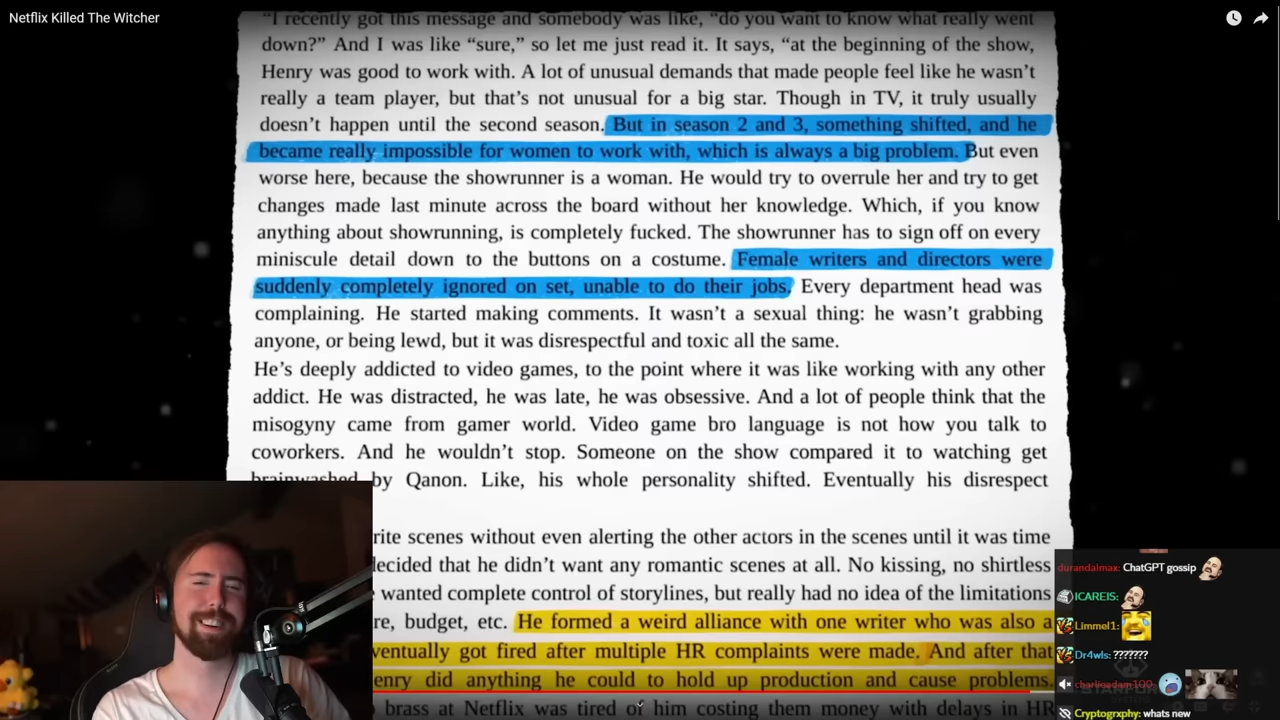 Netflix Killed The Witcher
"I recently got this message and somebody was like, "do you want to know what really went
down?" And I was like "sure," so let me just read it. It says, "at the beginning of the show,
Henry was good to work with. A lot of unusual demands that made people feel like he wasn't
really a team player, but that's not unusual for a big star. Though in TV, it truly usually
doesn't happen until the second season. But in season 2 and 3, something shifted, and he
became really impossible for women to work with, which is always a big problem. But even
worse here, because the showrunner is a woman. He would try to overrule her and try to get
changes made last minute across the board without her knowledge. Which, if you know
anything about showrunning, is completely fucked. The showrunner has to sign off on every
miniscule detail down to the buttons on a costume. Female writers and directors were
suddenly completely ignored on set, unable to do their jobs. Every department head was
complaining. He started making comments. It wasn't a sexual thing: he wasn't grabbing
anyone, or being lewd, but it was disrespectful and toxic all the same.
He's deeply addicted to video games, to the point where it was like working with any other
addict. He was distracted, he was late, he was obsessive. And a lot of people think that the
misogyny came from gamer world. Video game bro language is not how you talk to
coworkers. And he wouldn't stop. Someone on the show compared it to watching get
brainwashed by Qanon. Like, his whole personality shifted. Eventually his disrespect
rite scenes without even alerting the other actors in the scenes until it was time
decided that he didn't want any romantic scenes at all. No kissing, no shirtless
wanted complete control of storylines, but really had no idea of the limitations
re, budget, etc. He formed a weird alliance with one writer who was also a
ventually got fired after multiple HR complaints were made. And after that
enry did anything he could to hold up production and cause problems.
brass at Netflix was tired of him costing them money with delays in HR
durandalmax: ChatGPT gossip
ICAREIS:
Limmel1:
Dr4wls: ???????
charlieadam100
Cryptogrxphy: whats new